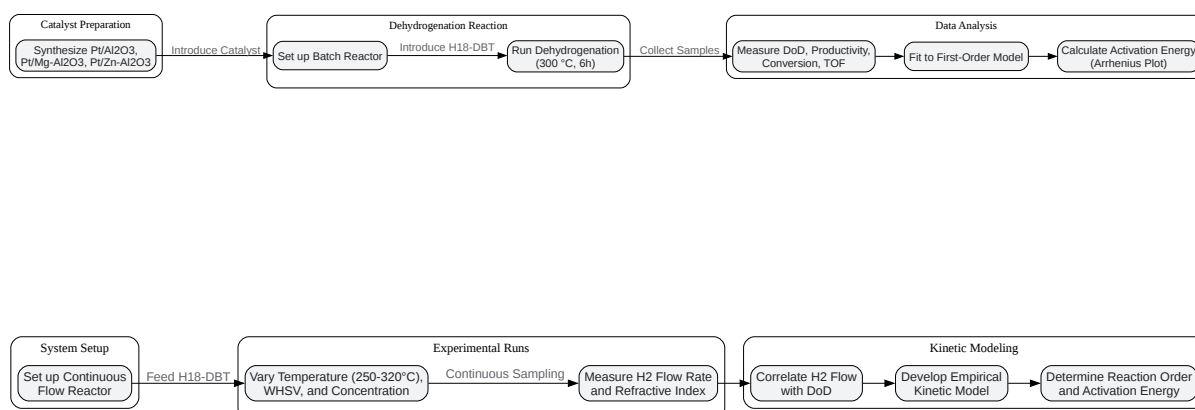 Catalyst Preparation
Synthesize Pt/Al2O3,
Pt/Mg-Al2O3, Pt/Zn-Al2O3
Introduce Catalyst
Dehydrogenation Reaction
Set up Batch Reactor
Introduce H18-DBT
Run Dehydrogenation
(300 °C, 6h)
Collect Samples
Data Analysis
Measure DoD, Productivity,
Conversion, TOF
Fit to First-Order Model
Calculate Activation Energy
(Arrhenius Plot)
System Setup
Set up Continuous
Flow Reactor
Feed H18-DBT
Experimental Runs
Vary Temperature (250-320°C),
WHSV, and Concentration
Continuous Sampling
Measure H2 Flow Rate
and Refractive Index
Kinetic Modeling
Correlate H2 Flow
with DoD
Develop Empirical
Kinetic Model
Determine Reaction Order
and Activation Energy